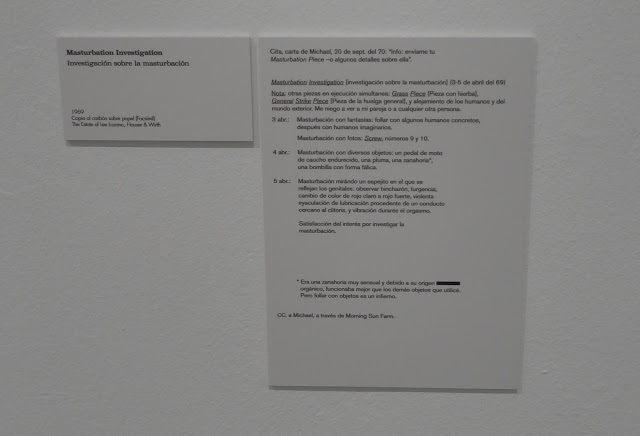 Masturbation Investigation
Investigación sobre la masturbación
1969
Copia al carbón sobre papel [Facsímil]
The Estate of Lee Lozano, Hauser & Wirth
Cita, carta de Michael, 20 de sept. del 70: "Info: envíame tu
Masturbation Piece –o algunos detalles sobre ella".
Masturbation Investigation [Investigación sobre la masturbación] (3-5 de abril del 69)
Nota: otras piezas en ejecución simultanea: Grass Piece [Pieza con hierba],
General Strike Piece [Pieza de la huelga general], y alejamiento de los humanos y del
mundo exterior. Me niego a ver a mi pareja o a cualquier otra persona.
3 abr.: Masturbación con fantasías: follar con algunos humanos concretos,
después con humanos imaginarios.
Masturbación con fotos: Screw, números 9 y 10.
4 abr.: Masturbación con diversos objetos: un pedal de moto
de caucho endurecido, una pluma, una zanahoria*,
una bombilla con forma fálica.
5 abr.: Masturbación mirando un espejito en el que se
reflejan los genitales: observar hinchazón, turgencia,
cambio de color de rojo claro a rojo fuerte, violenta
eyaculación de lubricación procedente de un conducto
cercano al clítoris, y vibración durante el orgasmo.
Satisfacción del interés por investigar la
masturbación.
* Era una zanahoria muy sensual y debido a su origen
orgánico, funcionaba mejor que los demás objetos que utilicé.
Pero follar con objetos es un infierno.
CC. a Michael, a través de Morning Sun Farm.